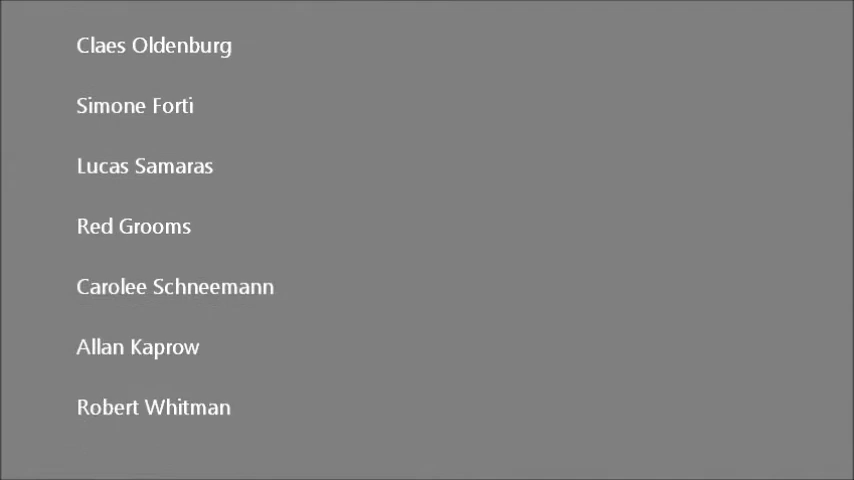 Claes Oldenburg
Simone Forti
Lucas Samaras
Red Grooms
Carolee Schneemann
Allan Kaprow
Robert Whitman